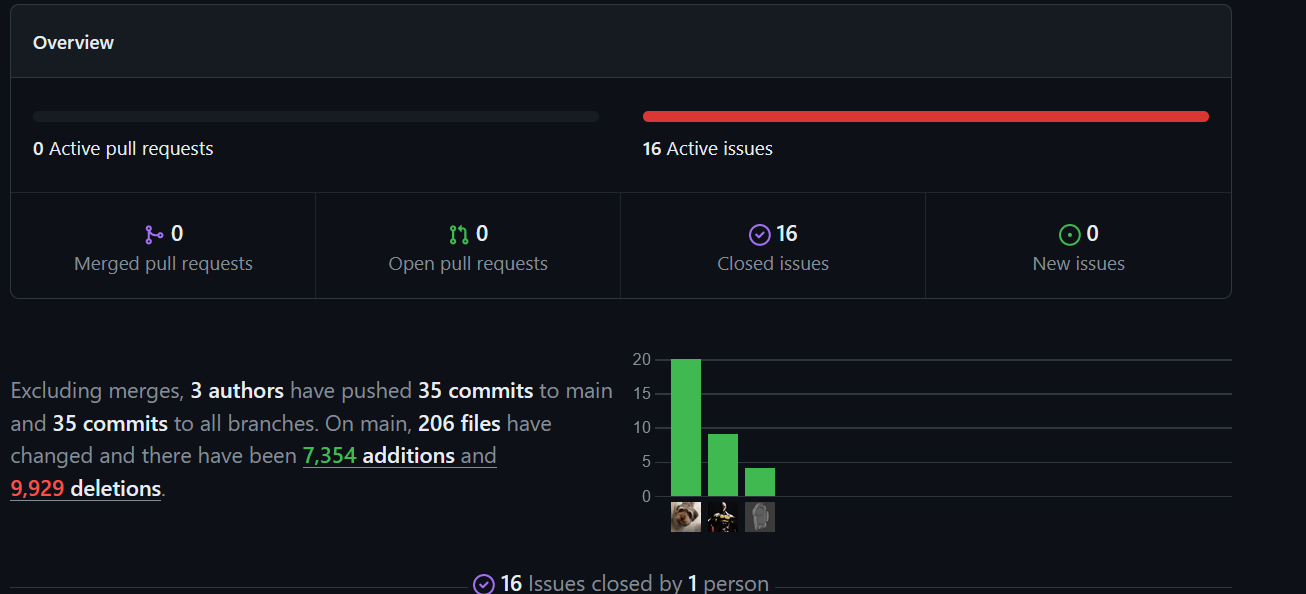 Overview
0 Active pull requests
16 Active issues
0
Merged pull requests
0
Open pull requests
16
Closed issues
0
New issues
Excluding merges, 3 authors have pushed 35 commits to main
and 35 commits to all branches. On main, 206 files have
changed and there have been 7,354 additions and
9,929 deletions.
20
15
10
5
0
16 Issues closed by 1 person